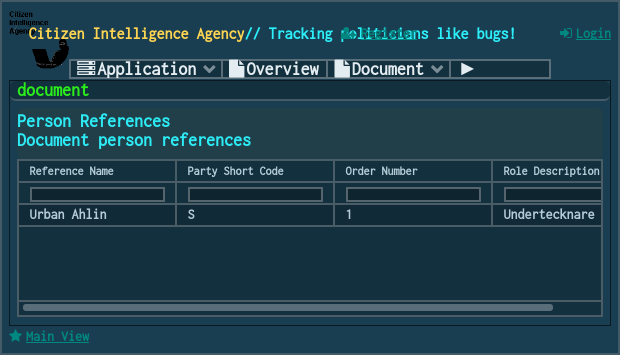 Citizen
Intelligence
Agency
Citizen Intelligence Agency// Tracking politicians like bugs!
Register
Login
Application
Overview
Document
document
Person References
Document person references
Reference Name
Party Short Code
Order Number
Role Description
Urban Ahlin
S
1
Undertecknare
Main View